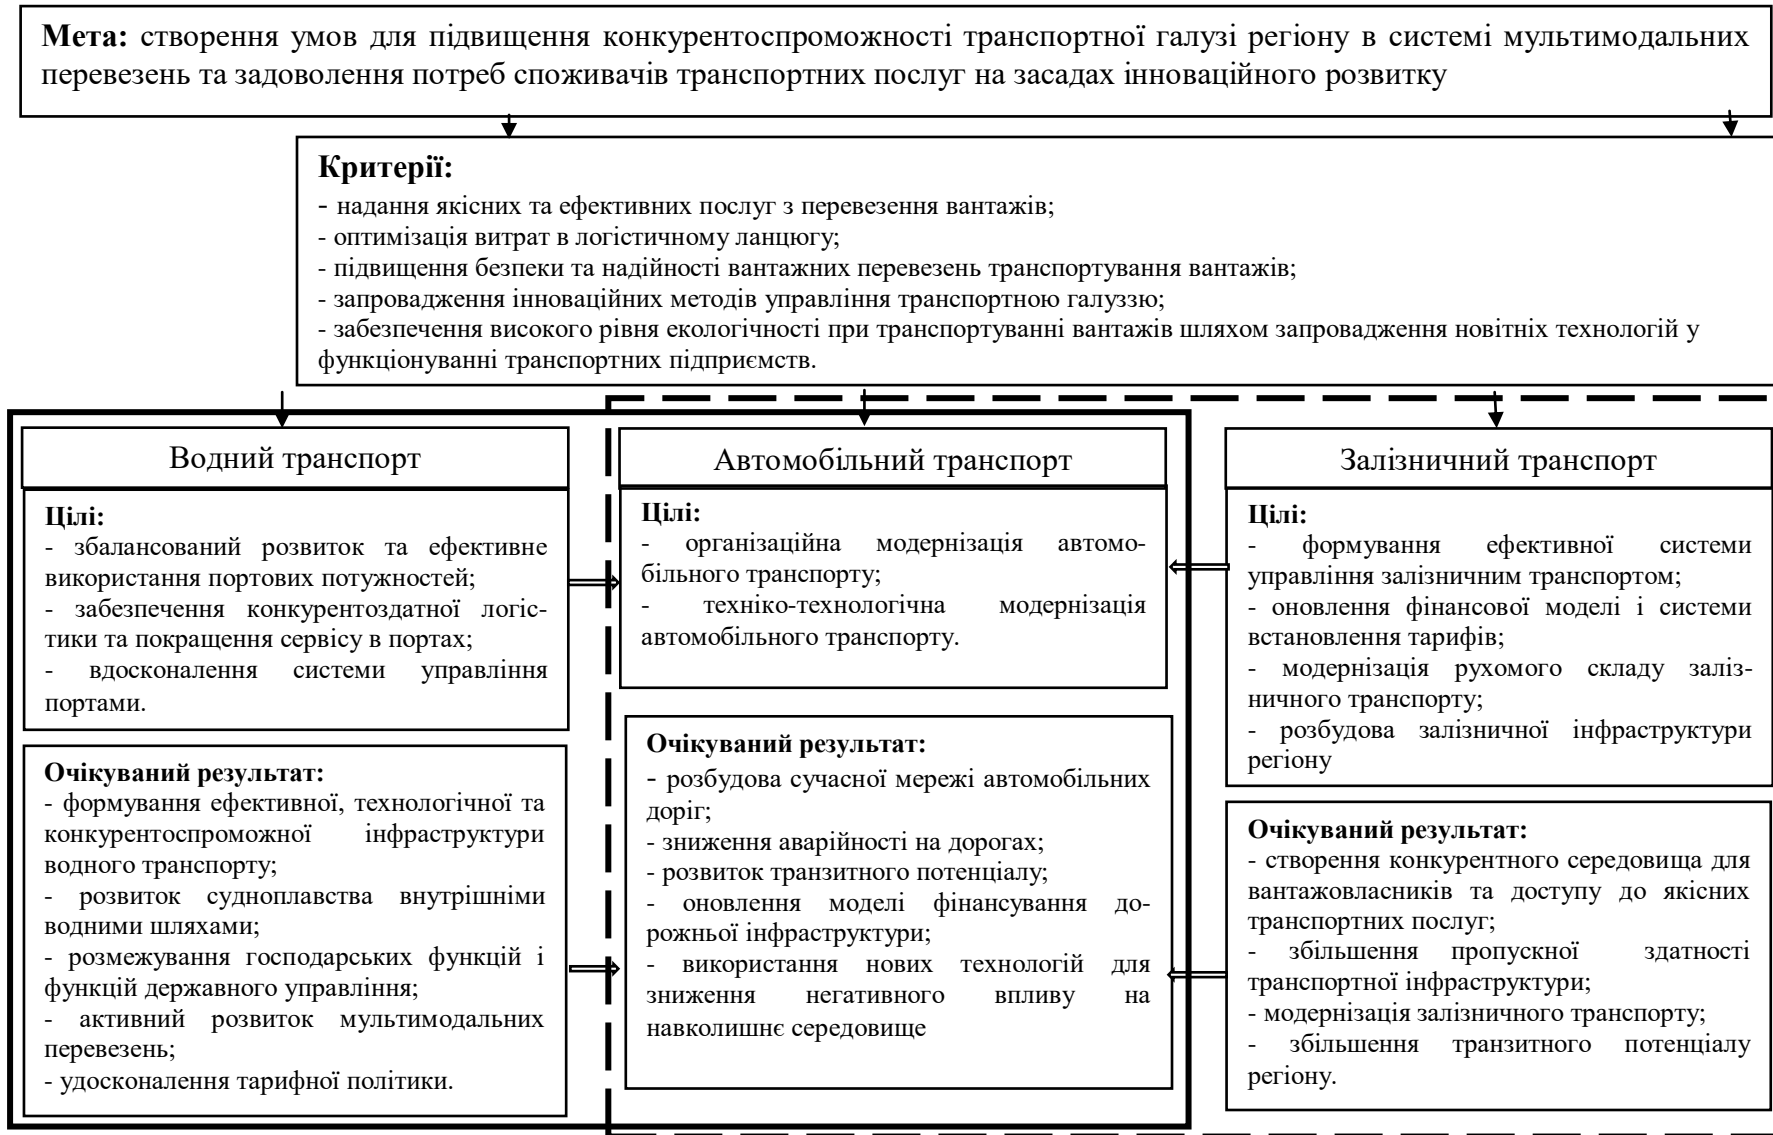 Мета: створення умов для підвищення конкурентоспроможності транспортної галузі регіону в системі мультимодальних
перевезень та задоволення потреб споживачів транспортних послуг на засадах інноваційного розвитку
Критерії:
- надання якісних та ефективних послуг з перевезення вантажів;
- оптимізація витрат в логістичному ланцюгу;
- підвищення безпеки та надійності вантажних перевезень транспортування вантажів;
- запровадження інноваційних методів управління транспортною галуззю;
- забезпечення високого рівня екологічності при транспортуванні вантажів шляхом запровадження новітніх технологій у
функціонуванні транспортних підприємств.
Водний транспорт
Цілі:
- збалансований розвиток та ефективне
використання портових потужностей;
- забезпечення конкурентоздатної логіс-
тики та покращення сервісу в портах;
- вдосконалення системи управління
портами.
Очікуваний результат:
- формування ефективної, технологічної та
конкурентоспроможної інфраструктури
водного транспорту;
- розвиток судноплавства внутрішніми
водними шляхами;
- розмежування господарських функцій і
функцій державного управління;
- активний розвиток мультимодальних
перевезень;
- удосконалення тарифної політики.
Автомобільний транспорт
Цілі:
- організаційна модернізація автомо-
більного транспорту;
- техніко-технологічна модернізація
автомобільного транспорту.
Очікуваний результат:
- розбудова сучасної мережі автомобільних
доріг;
- зниження аварійності на дорогах;
- розвиток транзитного потенціалу;
- оновлення моделі фінансування до-
рожньої інфраструктури;
- використання нових технологій для
зниження негативного впливу на
навколишнє середовище
Залізничний транспорт
Цілі:
- формування ефективної системи
управління залізничним транспортом;
- оновлення фінансової моделі і системи
встановлення тарифів;
- модернізація рухомого складу заліз-
ничного транспорту;
- розбудова залізничної інфраструктури
регіону
Очікуваний результат:
- створення конкурентного середовища для
вантажовласників та доступу до якісних
транспортних послуг;
- збільшення пропускної здатності
транспортної інфраструктури;
- модернізація залізничного транспорту;
- збільшення транзитного потенціалу
регіону.